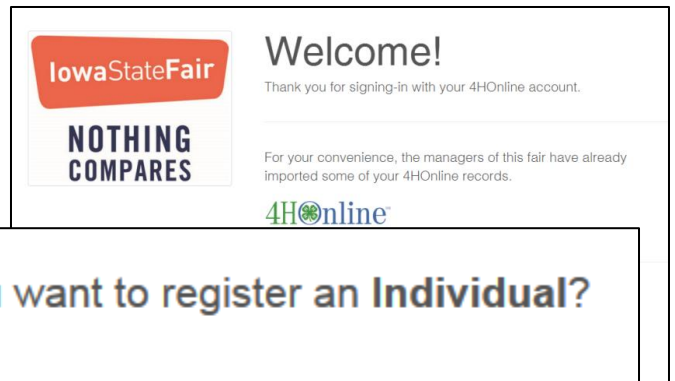 IowaStateFair
NOTHING
COMPARES
Welcome!
Thank you for signing-in with your 4HOnline account.
For your convenience, the managers of this fair have already
imported some of your 4HOnline records.
4HOnline
want to register an Individual?